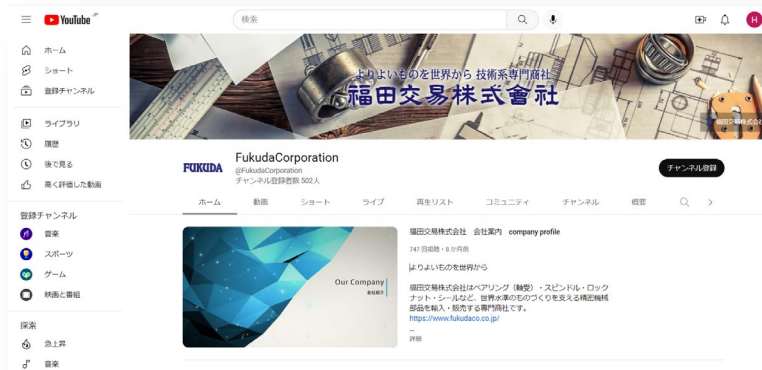 YouTube
JP
検索
H
ホーム
ショート
登録チャンネル
ライブラリ
履歴
後で見る
高く評価した動画
登録チャンネル
音楽
スポーツ
ゲーム
映画と番組
探索
急上昇
音楽
よりよいものを世界から 技術系専門商社
福田交易株式會社
福田交易株式会社
FUKUDA
FukudaCorporation
@FukudaCorporation
チャンネル登録者数 502人
チャンネル登録
ホーム
動画
ショート
ライブ
再生リスト
コミュニティ
チャンネル
概要
Our Company
会社紹介
福田交易株式会社 会社案内 company profile
747 回視聴・8 か月前
よりよいものを世界から
福田交易株式会社はベアリング（軸受）・スピンドル・ロック
ナット・シールなど、世界水準のものづくりを支える精密機械
部品を輸入・販売する専門商社です。
https://www.fukudaco.co.jp/
...
詳細